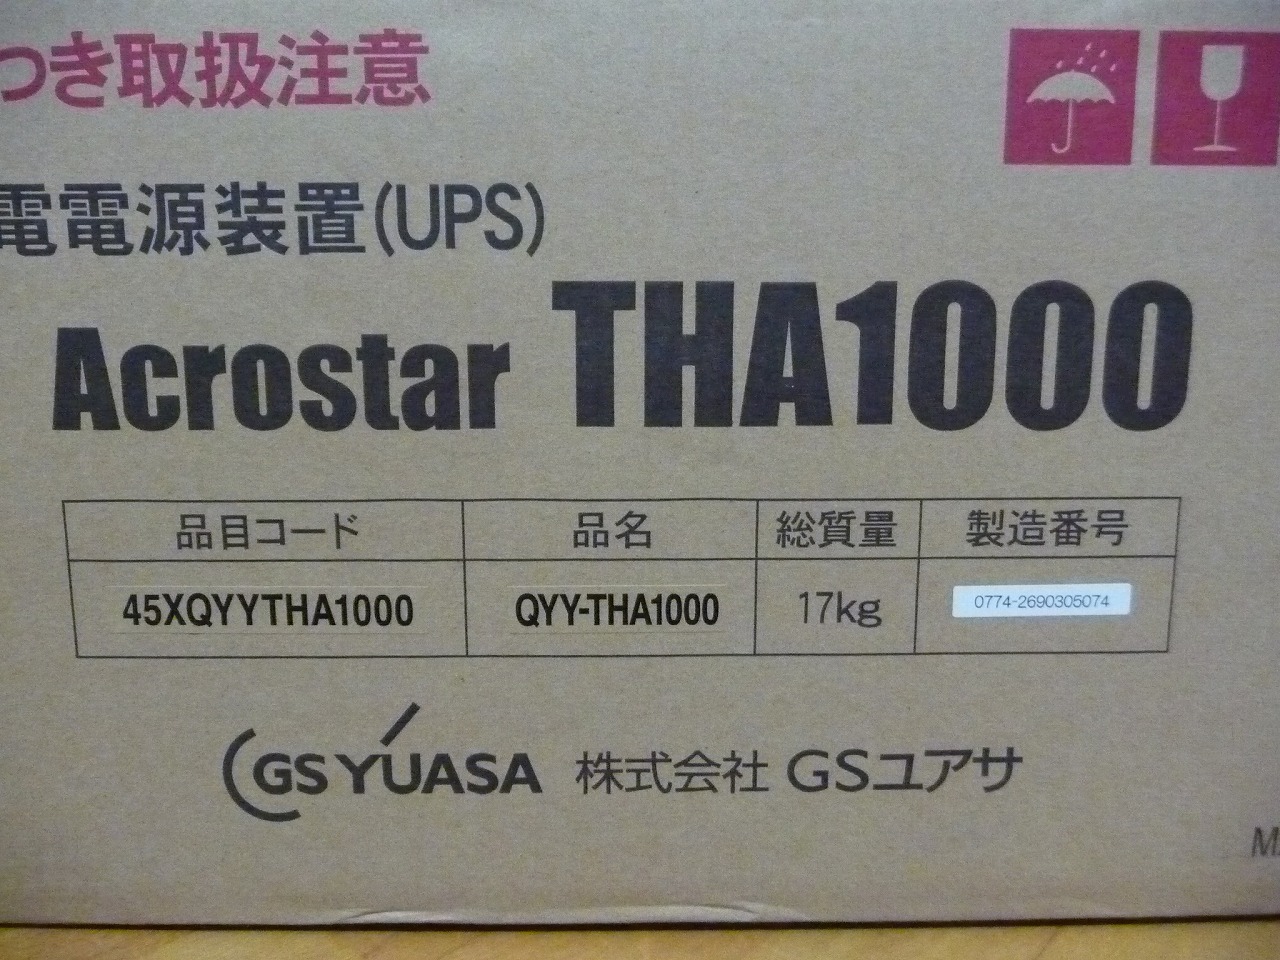 つき取扱注意
電電源装置(UPS)
Acrostar THA1000
品目コード 品名 総質量 製造番号
45XQYYTHA1000 QYY-THA1000 17kg 0774-2690305074
GS YUASA 株式会社 GSユアサ